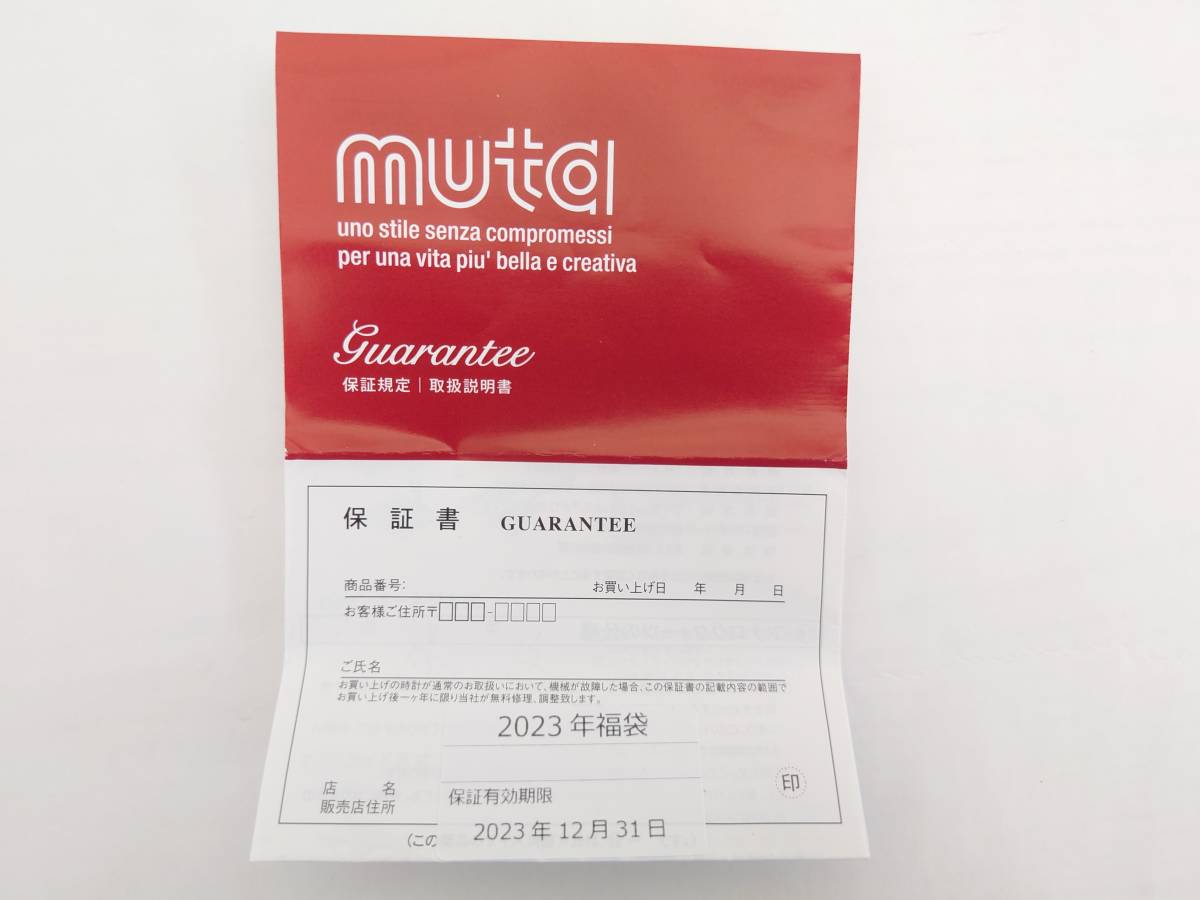 muta
uno stile senza compromessi
per una vita piu' bella e creativa
Guarantee
保証規定|取扱説明書
保証書 GUARANTEE
商品番号: お買い上げ日 年 月 日
お客様ご住所〒□□□-□□□□
ご氏名
お買い上げの時計が通常のお取扱いにおいて、機械が故障した場合、この保証書の記載内容の範囲で
お買い上げ後一ヶ年に限り当社が無料修理、調整致します。
2023年福袋
店名
販売店住所
印
保証有効期限
2023年12月31日
(この